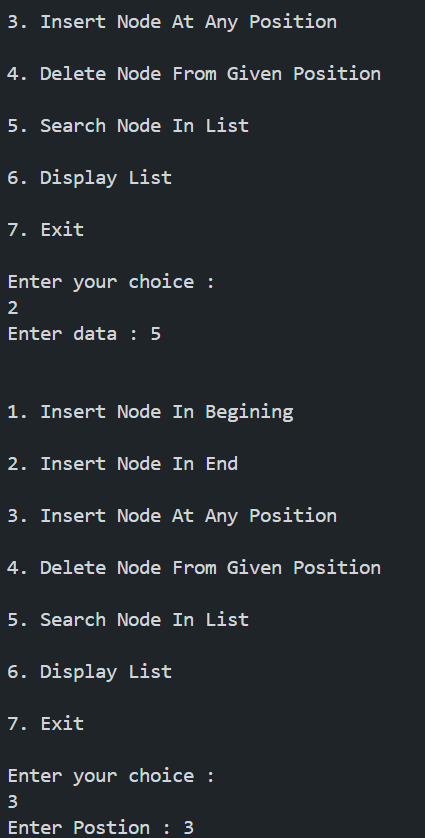 3. Insert Node At Any Position
4. Delete Node From Given Position
5. Search Node In List
6. Display List
7. Exit
Enter your choice :
2
Enter data : 5
1. Insert Node In Begining
2. Insert Node In End
3. Insert Node At Any Position
4. Delete Node From Given Position
5. Search Node In List
6. Display List
7. Exit
Enter your choice :
3
Enter Postion : 3